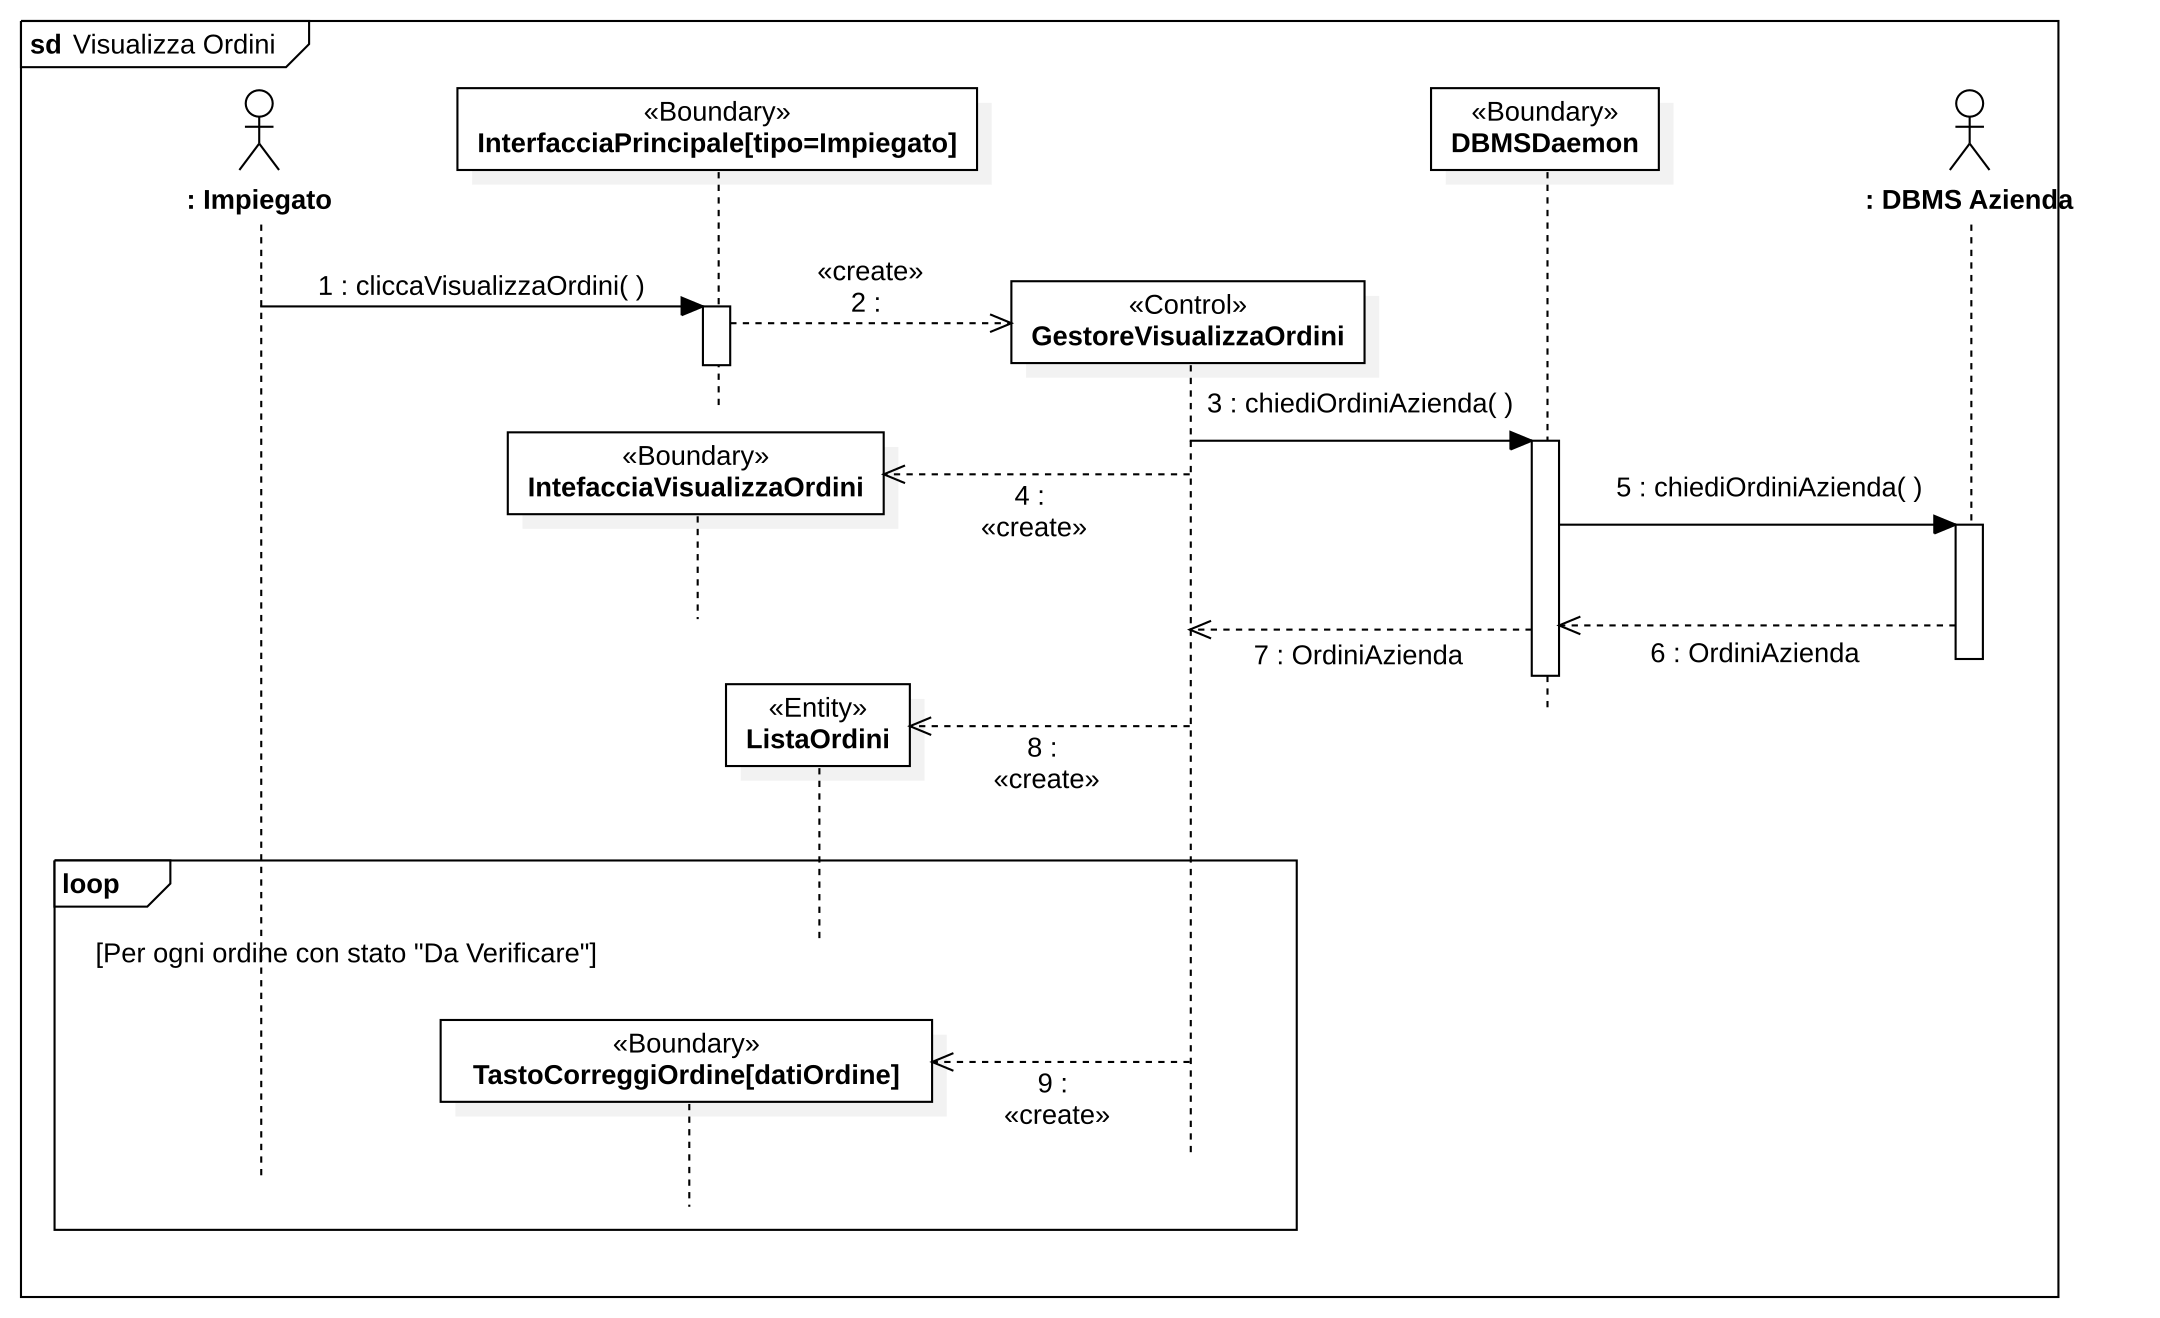 sd Visualizza Ordini
«Boundary»
InterfacciaPrincipale[tipo=Impiegato]
«Boundary»
DBMSDaemon
: Impiegato
: DBMS Azienda
1 : cliccaVisualizzaOrdini( )
«create»
2 :
«Control»
GestoreVisualizzaOrdini
3 : chiediOrdiniAzienda( )
«Boundary»
IntefacciaVisualizzaOrdini
4 :
«create»
5 : chiediOrdiniAzienda( )
7 : OrdiniAzienda
6 : OrdiniAzienda
«Entity»
ListaOrdini
8 :
«create»
loop
[Per ogni ordine con stato "Da Verificare"]
«Boundary»
TastoCorreggiOrdine[datiOrdine]
9 :
«create»